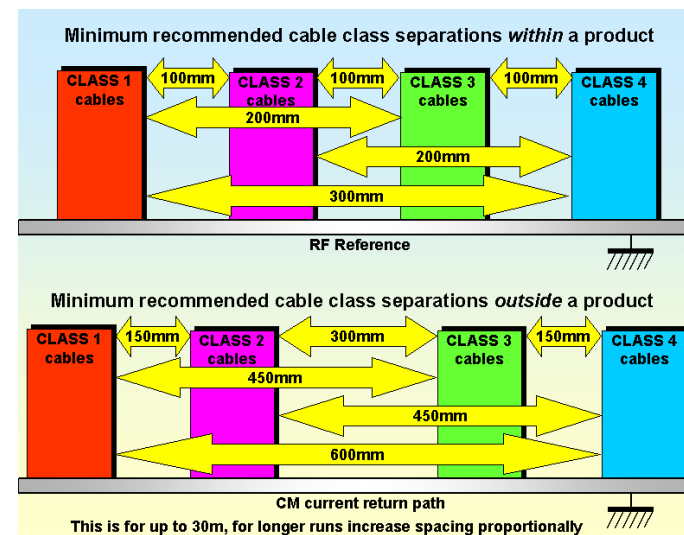 Minimum recommended cable class separations within a product
CLASS 1 cables
100mm
CLASS 2 cables
100mm
CLASS 3 cables
100mm
CLASS 4 cables
200mm
200mm
300mm
RF Reference
Minimum recommended cable class separations outside a product
CLASS 1 cables
150mm
CLASS 2 cables
300mm
CLASS 3 cables
150mm
CLASS 4 cables
450mm
450mm
600mm
CM current return path
This is for up to 30m, for longer runs increase spacing proportionally